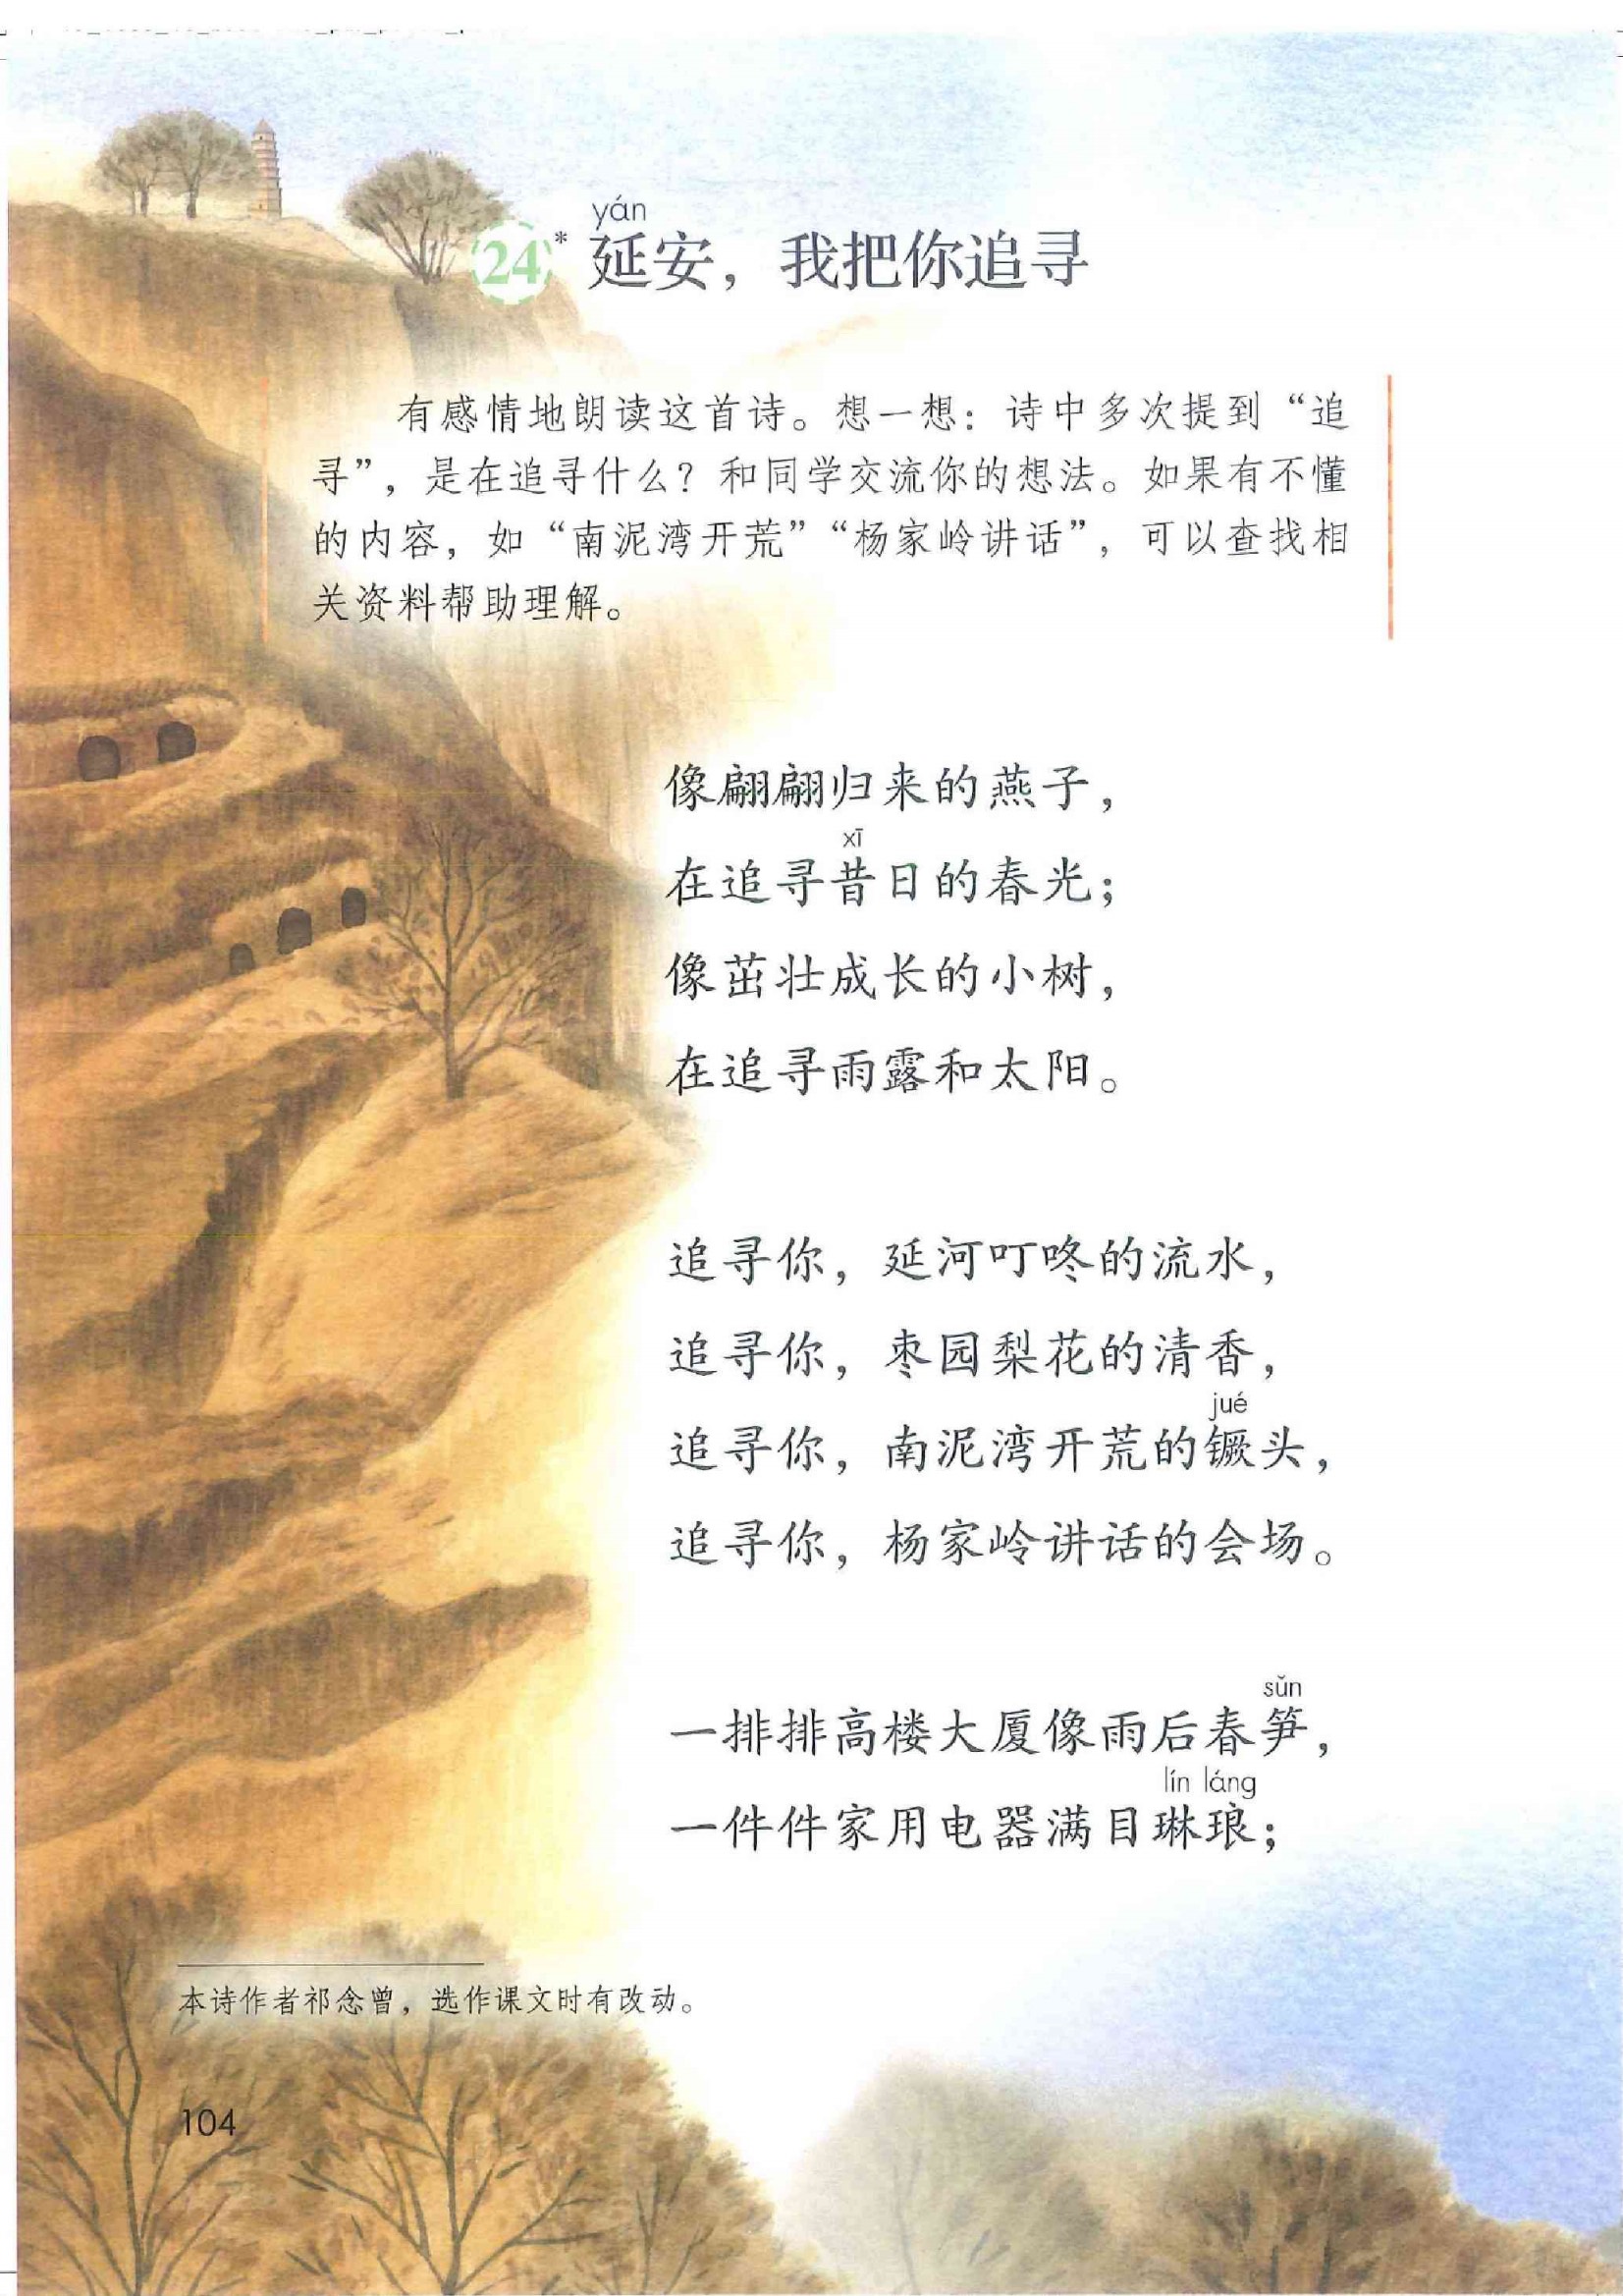 yán
24* 延安，我把你追寻
有感情地朗读这首诗。想一想：诗中多次提到“追
寻”，是在追寻什么？和同学交流你的想法。如果有不懂
的内容，如“南泥湾开荒”“杨家岭讲话”，可以查找相
关资料帮助理解。
像翩翩归来的燕子，
xī
在追寻昔日的春光；
像茁壮成长的小树，
在追寻雨露和太阳。
追寻你，延河叮咚的流水，
追寻你，枣园梨花的清香，
jué
追寻你，南泥湾开荒的镢头，
追寻你，杨家岭讲话的会场。
sǔn
一排排高楼大厦像雨后春笋，
lín láng
一件件家用电器满目琳琅；
本诗作者祁念曾，选作课文时有改动。
104